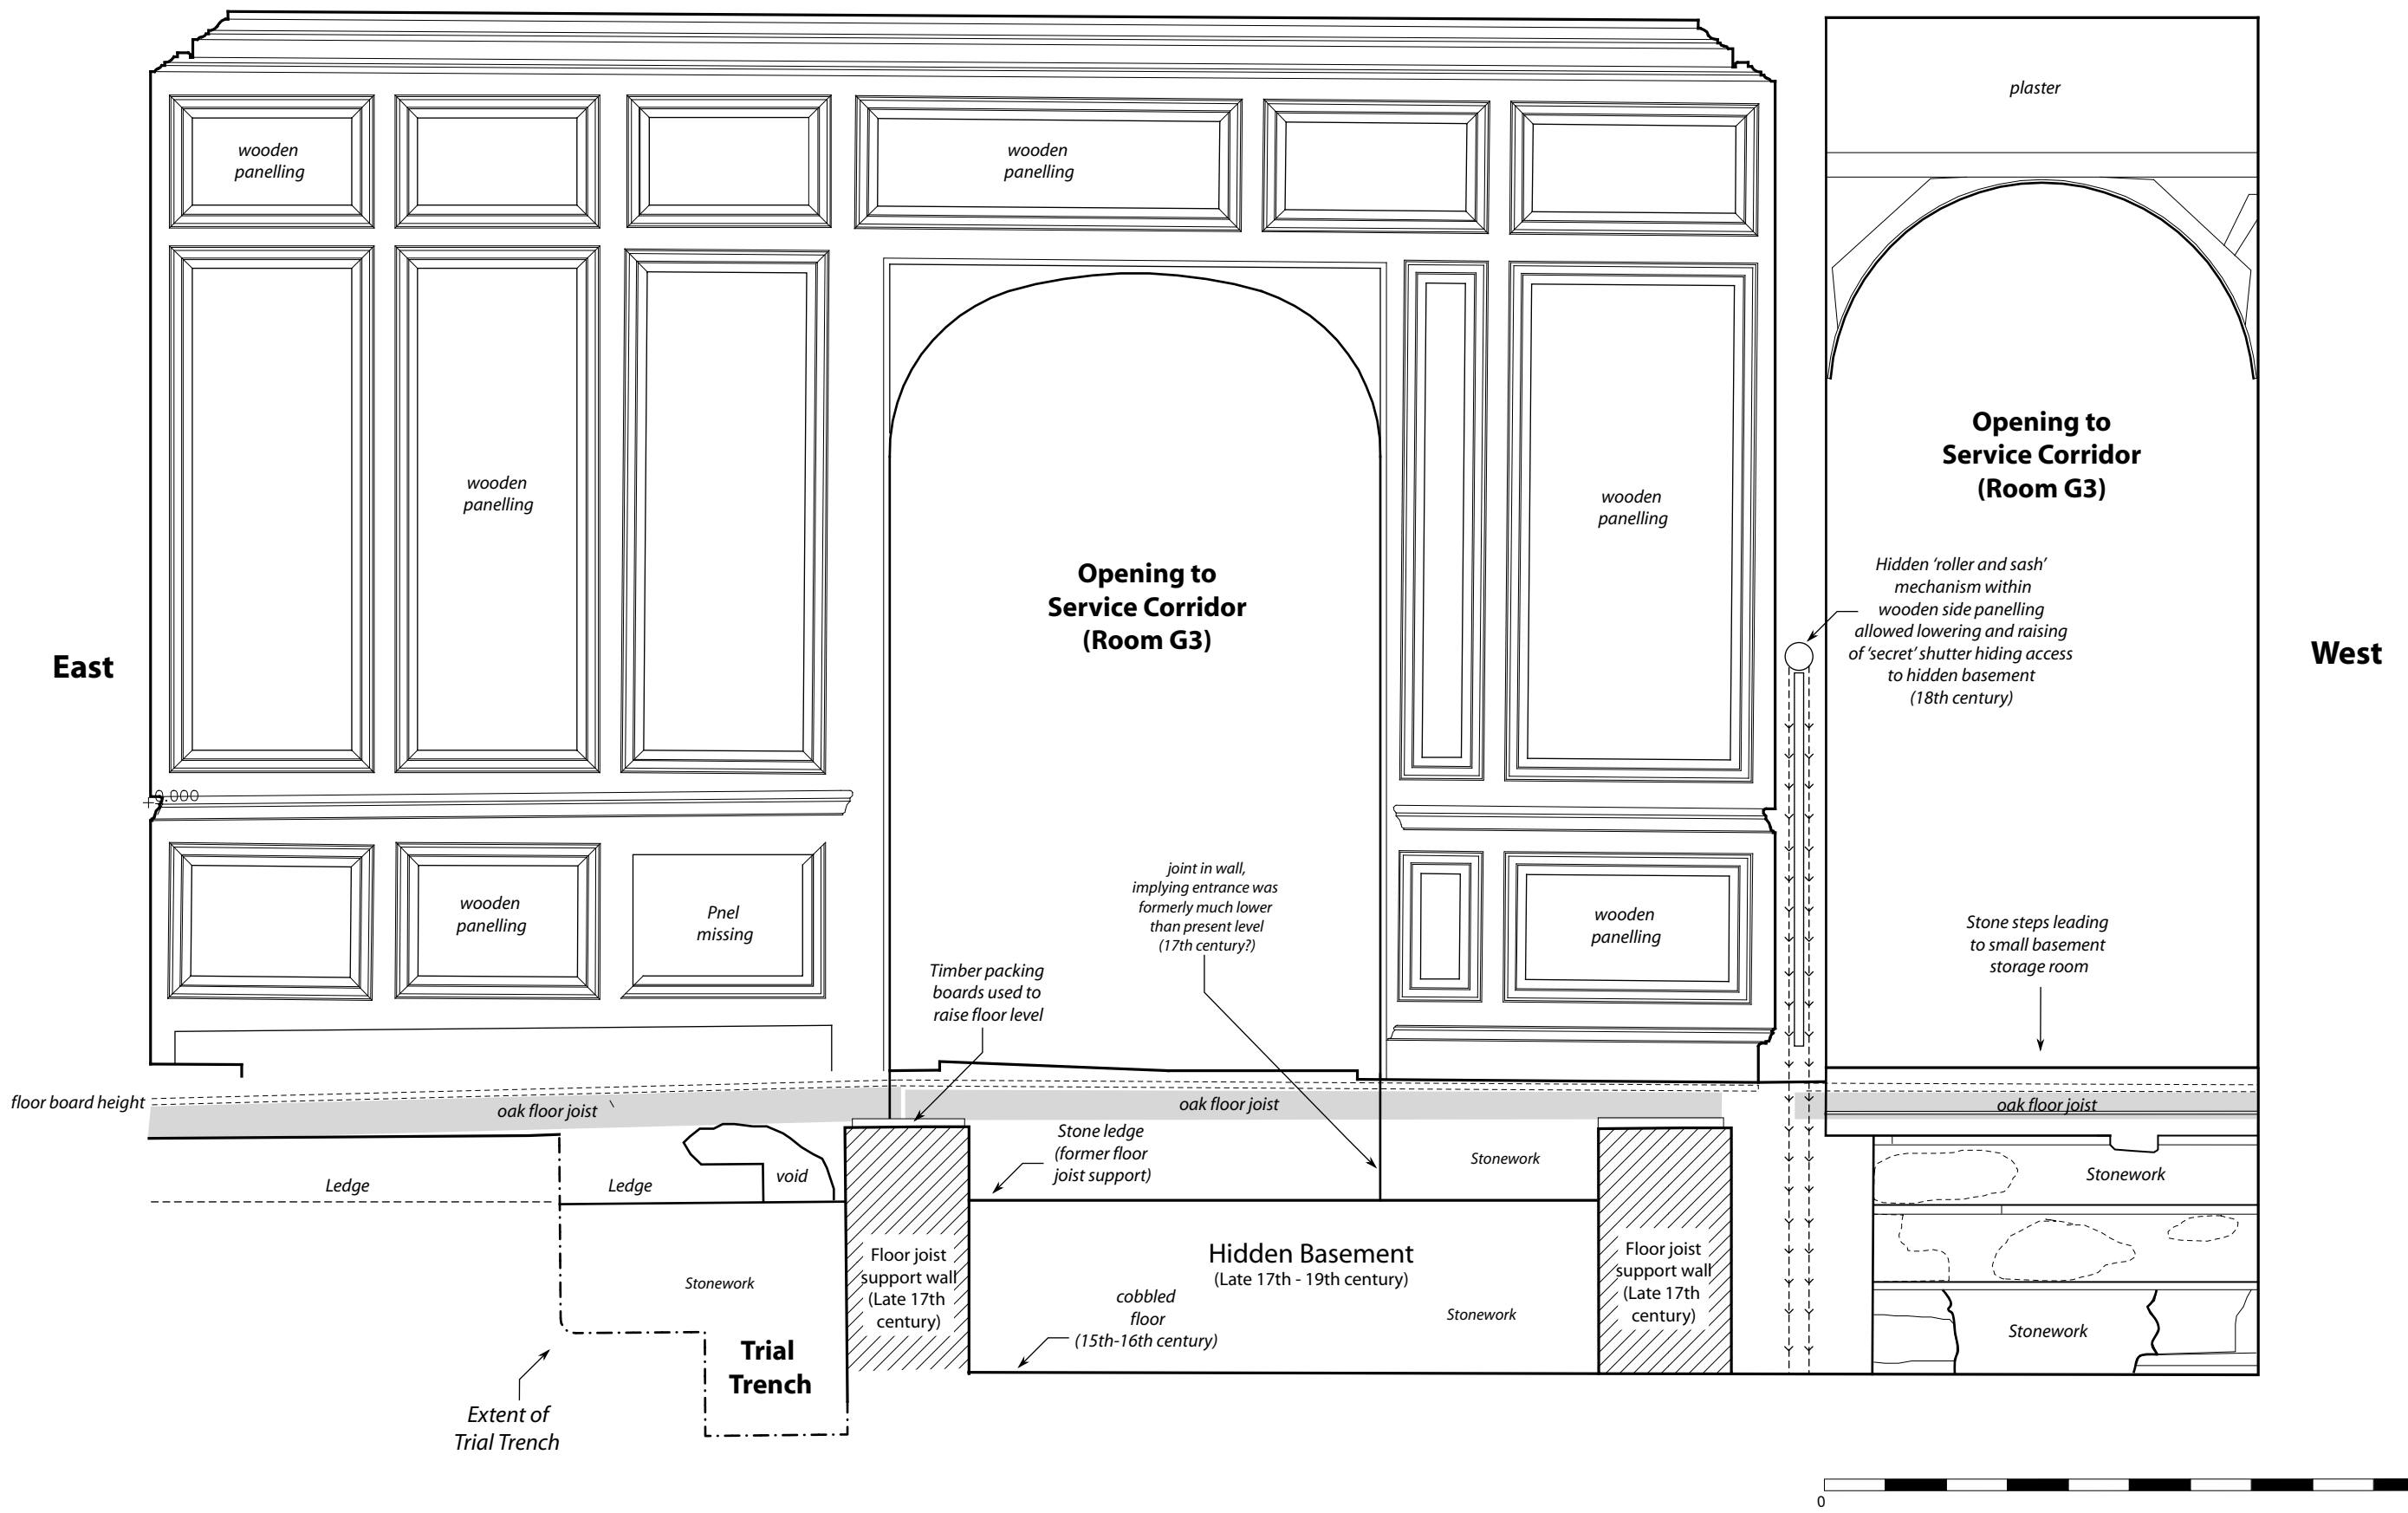 plaster
wooden
panelling
wooden
panelling
Opening to
Service Corridor
(Room G3)
wooden
panelling
wooden
panelling
Opening to
Service Corridor
(Room G3)
Hidden ‘roller and sash’
mechanism within
wooden side panelling
allowed lowering and raising
of ‘secret’ shutter hiding access
to hidden basement
(18th century)
East
West
0.000
joint in wall,
implying entrance was
formerly much lower
than present level
(17th century?)
wooden
panelling
Pnel
missing
wooden
panelling
Stone steps leading
to small basement
storage room
Timber packing
boards used to
raise floor level
floor board height
oak floor joist
oak floor joist
oak floor joist
Stone ledge
(former floor
joist support)
Stonework
Stonework
Ledge
Ledge
void
Floor joist
support wall
(Late 17th
century)
Hidden Basement
(Late 17th - 19th century)
Floor joist
support wall
(Late 17th
century)
Stonework
cobbled
floor
(15th-16th century)
Stonework
Stonework
Trial
Trench
Extent of
Trial Trench
0